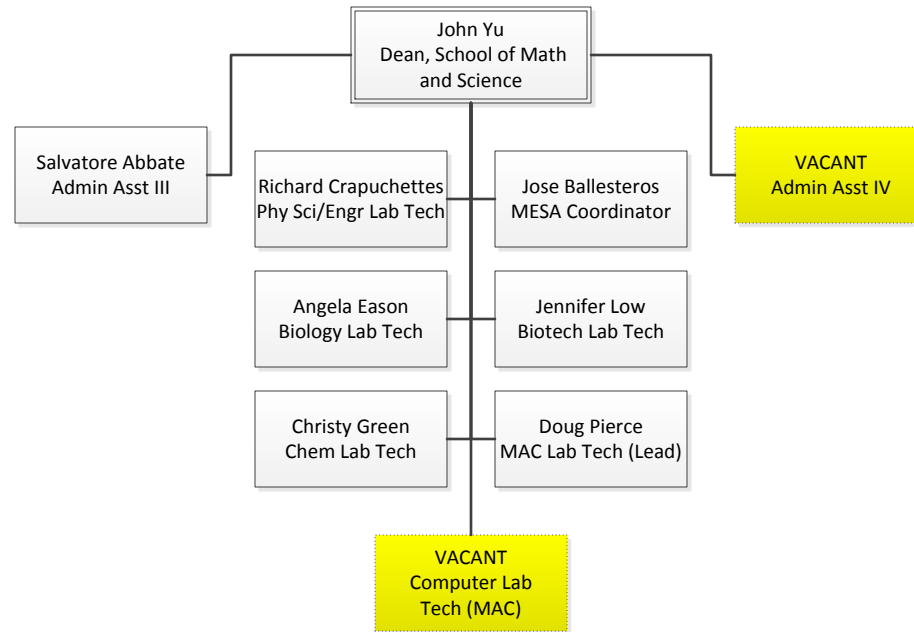 John Yu
Dean, School of Math
and Science
Salvatore Abbate
Admin Asst III
VACANT
Admin Asst IV
Richard Crapuchettes
Phy Sci/Engr Lab Tech
Jose Ballesteros
MESA Coordinator
Angela Eason
Biology Lab Tech
Jennifer Low
Biotech Lab Tech
Christy Green
Chem Lab Tech
Doug Pierce
MAC Lab Tech (Lead)
VACANT
Computer Lab
Tech (MAC)